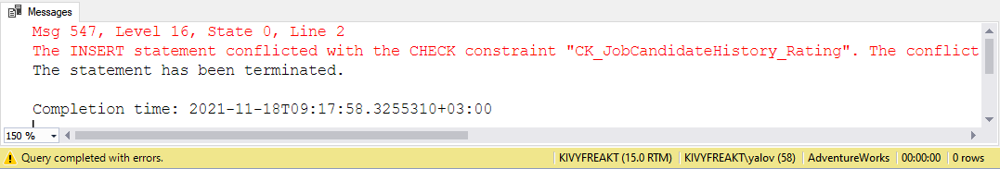 Messages
Msg 547, Level 16, State 0, Line 2
The INSERT statement conflicted with the CHECK constraint "CK_JobCandidateHistory_Rating". The conflict
The statement has been terminated.
Completion time: 2021-11-18T09:17:58.3255310+03:00
150 %
Query completed with errors. KIVYFREAKT (15.0 RTM) KIVYFREAKT\yalov (58) AdventureWorks 00:00:00 0 rows